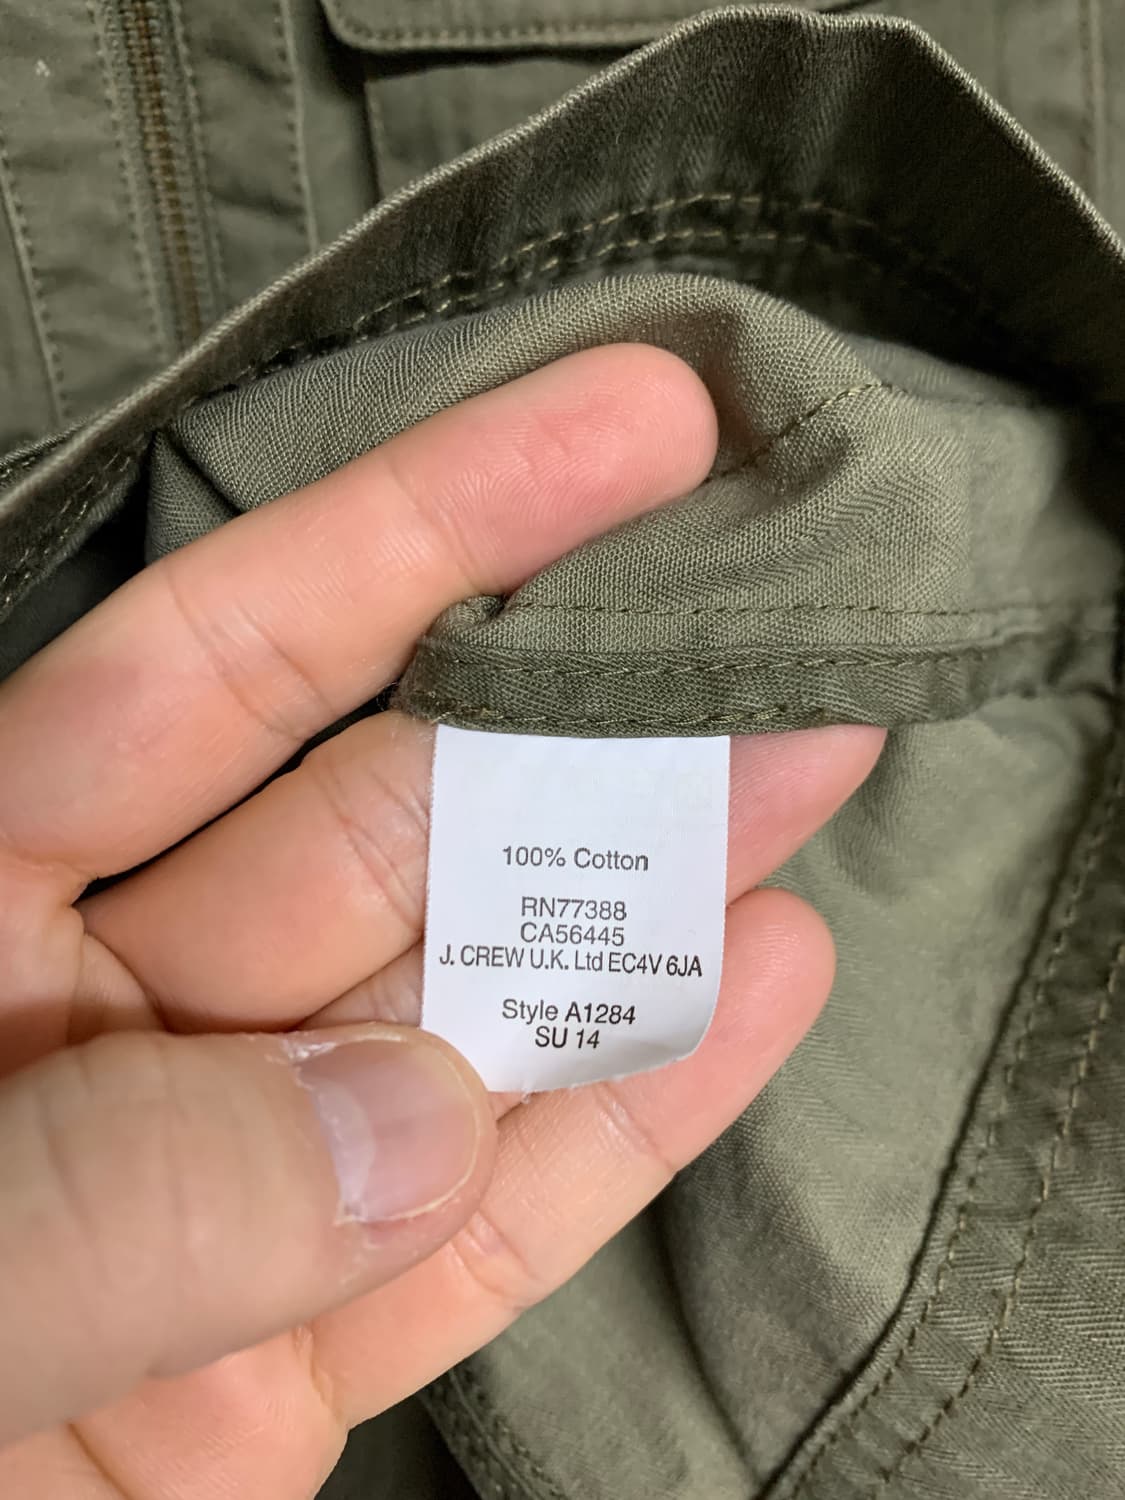 100% Cotton
RN77388
CA56445
J. CREW U.K. Ltd EC4V 6JA
Style A1284
SU 14